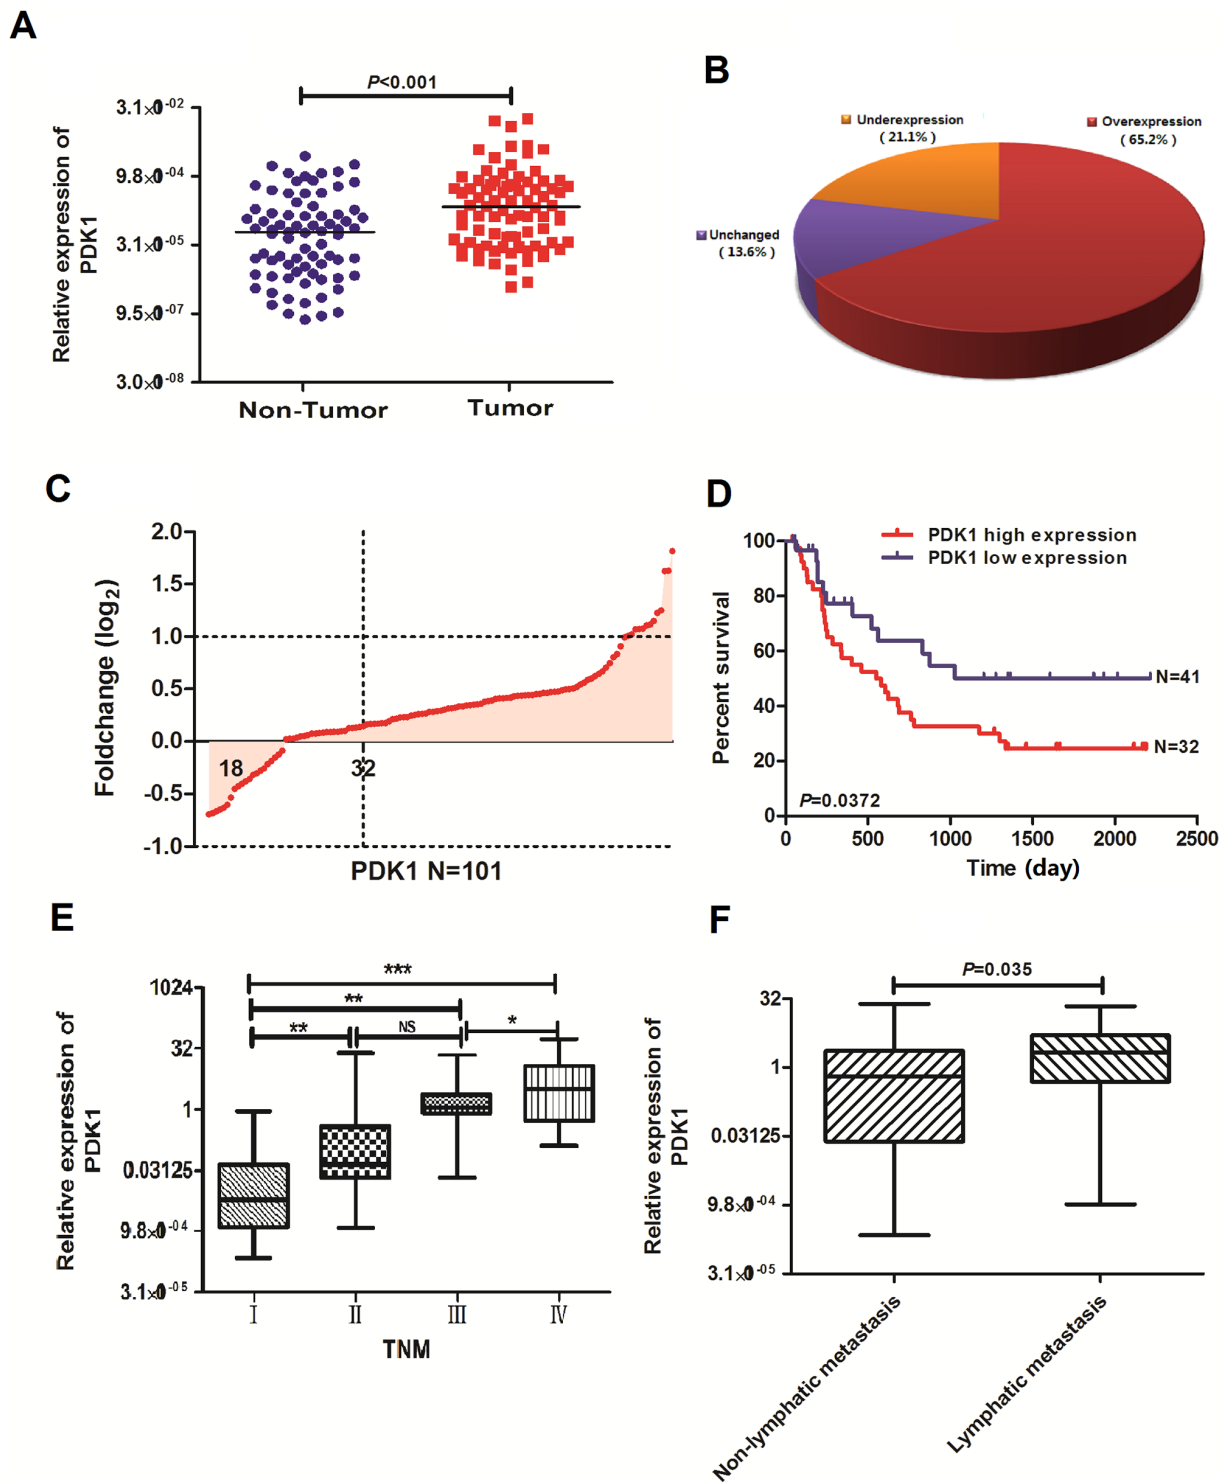 A
P<0.001
Relative expression of
PDK1
3.1×10-02
9.8×10-04
3.1×10-05
9.5×10-07
3.0×10-08
Non-Tumor
Tumor
B
Underexpression
( 21.1% )
Overexpression
( 65.2% )
Unchanged
( 13.6% )
C
Foldchange (log2)
2.0
1.5
1.0
0.5
0.0
-0.5
-1.0
18
32
PDK1 N=101
D
PDK1 high expression
PDK1 low expression
Percent survival
100
80
60
40
20
0
N=41
N=32
P=0.0372
0 500 1000 1500 2000 2500
Time (day)
E
Relative expression of
PDK1
1024
32
1
0.03125
9.8×10-04
3.1×10-05
***
**
** NS *
I II III IV
TNM
F
P=0.035
Relative expression of
PDK1
32
1
0.03125
9.8×10-04
3.1×10-05
Non-lymphatic metastasis
Lymphatic metastasis